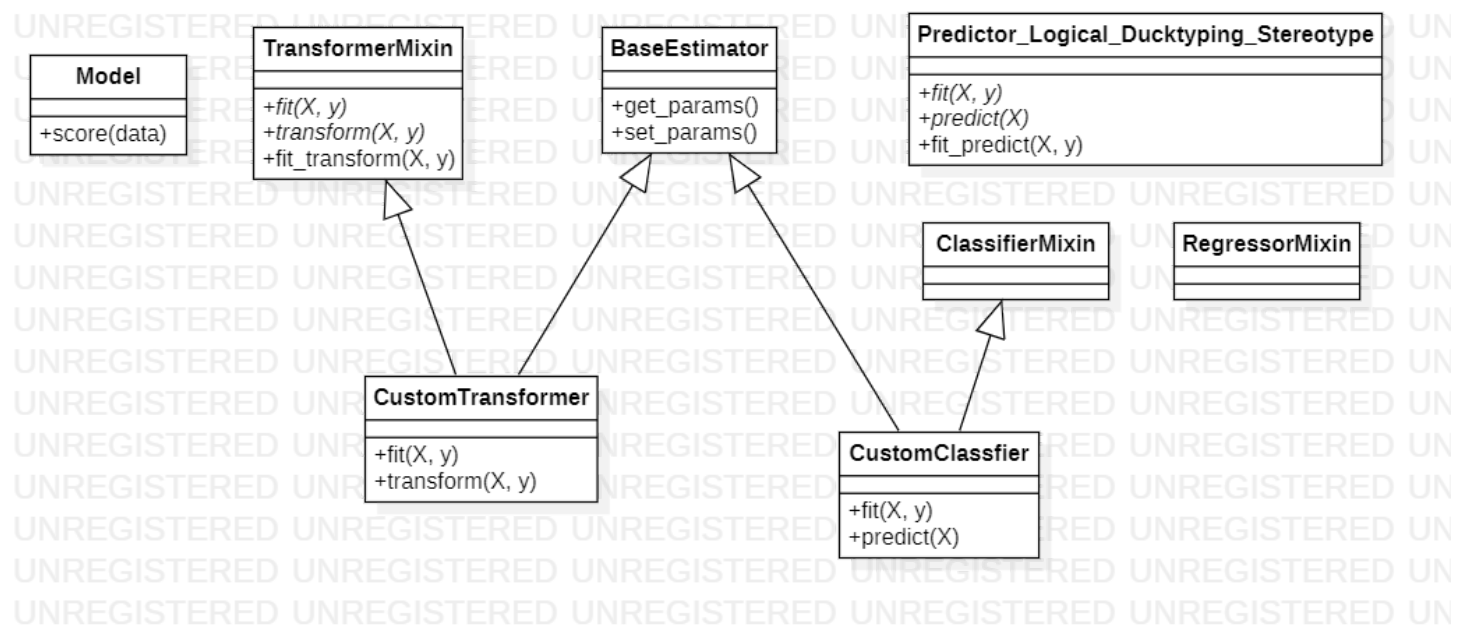 Model
+score(data)
TransformerMixin
+fit(X, y)
+transform(X, y)
+fit_transform(X, y)
BaseEstimator
+get_params()
+set_params()
Predictor_Logical_Ducktyping_Stereotype
+fit(X, y)
+predict(X)
+fit_predict(X, y)
ClassifierMixin
RegressorMixin
CustomTransformer
+fit(X, y)
+transform(X, y)
CustomClassfier
+fit(X, y)
+predict(X)
UNREGISTERED